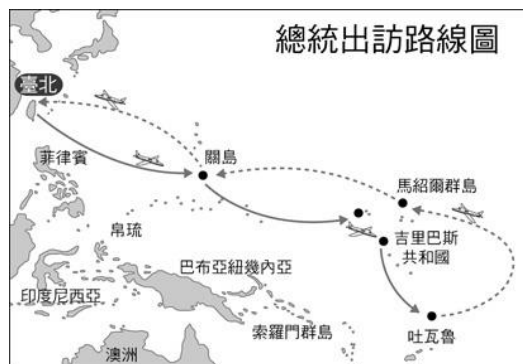 總統出訪路線圖
臺北
菲律賓
關島
馬紹爾群島
帛琉
吉里巴斯
共和國
巴布亞紐幾內亞
印度尼西亞
索羅門群島
吐瓦魯
澳洲